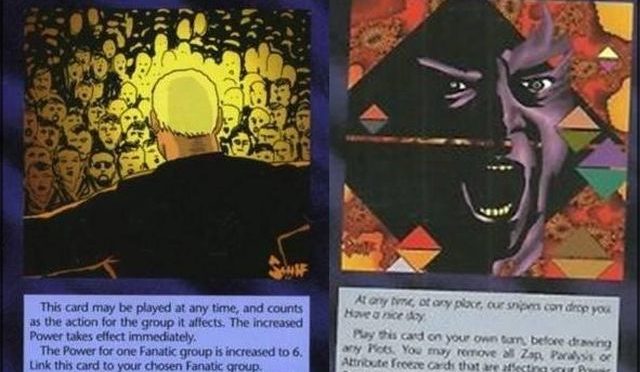 This card may be played at any time, and counts
as the action for the group it affects. The increased
Power takes effect immediately.
The Power for one Fanatic group is increased to 6.
Link this card to your chosen Fanatic group.
At any time, at any place, our snipers can drop you.
Have a nice day.
Play this card on your own turn, before drawing
any Plots. You may remove all Zap, Paralysis or
Attribute Freeze cards that are affecting your Power